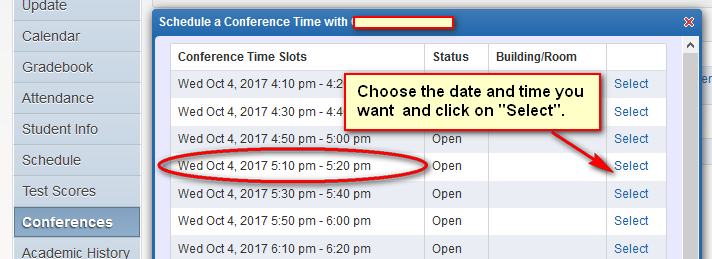 Update
Calendar
Gradebook
Attendance
Student Info
Schedule
Test Scores
Conferences
Academic History
Schedule a Conference Time with
Conference Time Slots Status Building/Room
Wed Oct 4, 2017 4:10 pm - 4:2 Select
Wed Oct 4, 2017 4:30 pm - 4:4 Select
Wed Oct 4, 2017 4:50 pm - 5:00 pm Open Select
Wed Oct 4, 2017 5:10 pm - 5:20 pm Open Select
Wed Oct 4, 2017 5:30 pm - 5:40 pm Open Select
Wed Oct 4, 2017 5:50 pm - 6:00 pm Open Select
Wed Oct 4, 2017 6:10 pm - 6:20 pm Open Select
Choose the date and time you
want and click on "Select".